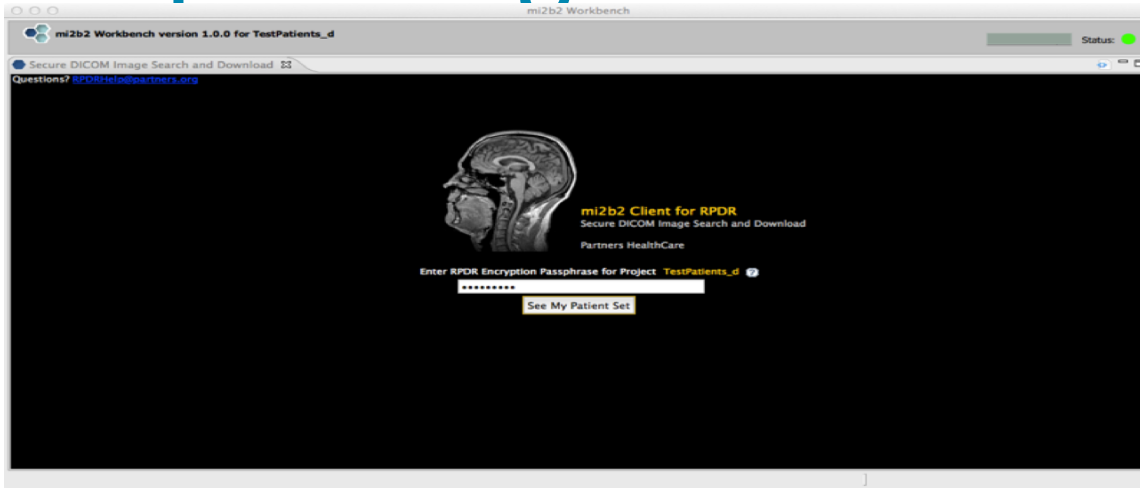 mi2b2 Workbench
mi2b2 Workbench version 1.0.0 for TestPatients_d
Status:
Secure DICOM Image Search and Download
Questions? RPDRHelp@partners.org
mi2b2 Client for RPDR
Secure DICOM Image Search and Download
Partners HealthCare
Enter RPDR Encryption Passphrase for Project TestPatients_d ?
•••••••••
See My Patient Set